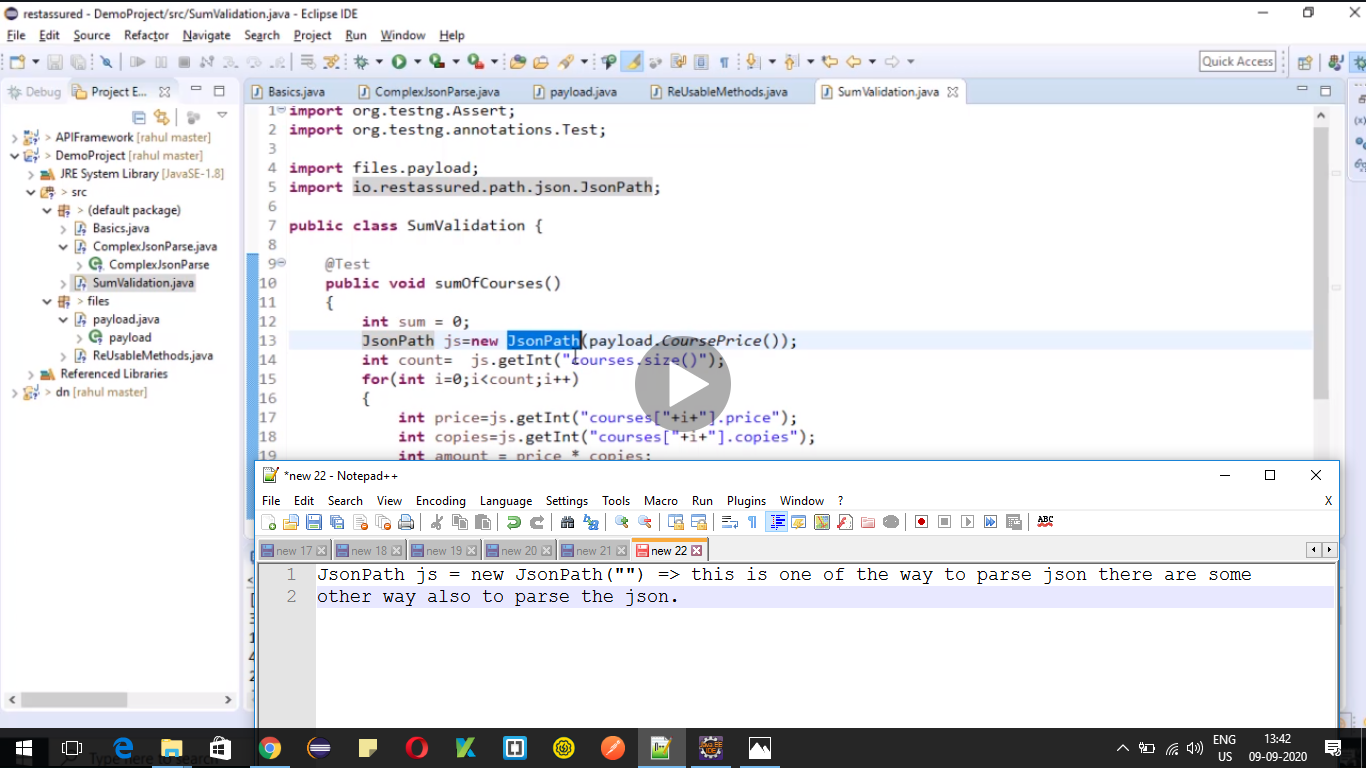 restassured - DemoProject/src/SumValidation.java - Eclipse IDE
File Edit Source Refactor Navigate Search Project Run Window Help
Quick Access
Debug Project E...
Basics.java ComplexJsonParse.java payload.java ReUsableMethods.java SumValidation.java
> APIFramework [rahul master]
> DemoProject [rahul master]
JRE System Library [JavaSE-1.8]
> src
> (default package)
Basics.java
ComplexJsonParse.java
ComplexJsonParse
SumValidation.java
> files
payload.java
payload
ReUsableMethods.java
Referenced Libraries
> dn [rahul master]
1 import org.testng.Assert;
2 import org.testng.annotations.Test;
3
4 import files.payload;
5 import io.restassured.path.json.JsonPath;
6
7 public class SumValidation {
8
9 @Test
10 public void sumOfCourses()
11 {
12 int sum = 0;
13 JsonPath js=new JsonPath(payload.CoursePrice());
14 int count= js.getInt("courses.size()");
15 for(int i=0;i<count;i++)
16 {
17 int price=js.getInt("courses["+i+"].price");
18 int copies=js.getInt("courses["+i+"].copies");
19 int amount = price * copies;
*new 22 - Notepad++
File Edit Search View Encoding Language Settings Tools Macro Run Plugins Window ? X
ABC
new 17 new 18 new 19 new 20 new 21 new 22
1 JsonPath js = new JsonPath("") => this is one of the way to parse json there are some
2 other way also to parse the json.
Type here to search
ENG
US
13:42
09-09-2020